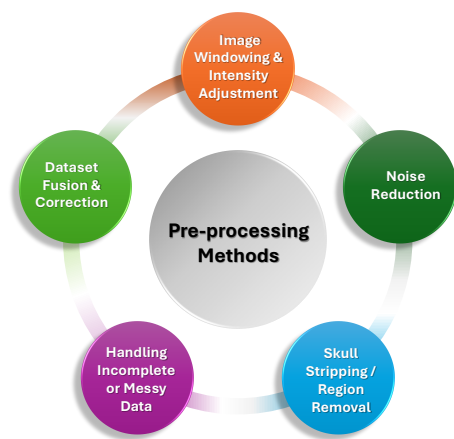 Image
Windowing &
Intensity
Adjustment
Dataset
Fusion &
Correction
Noise
Reduction
Pre-processing
Methods
Handling
Incomplete
or Messy
Data
Skull
Stripping /
Region
Removal